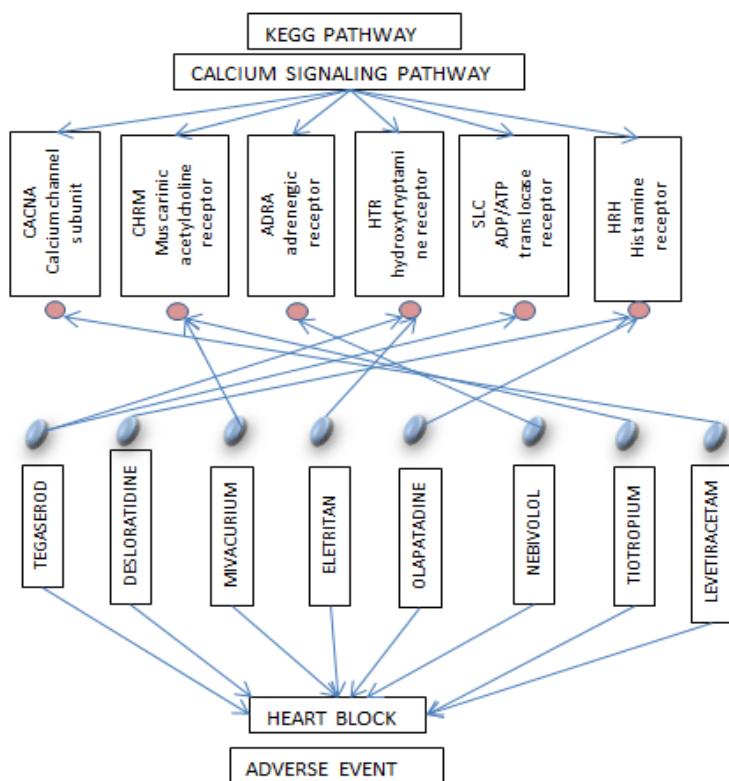 KEGG PATHWAY
CALCIUM SIGNALING PATHWAY
CACNA
Calcium channel
subunit
CHRM
Muscarinic
acetylcholine
receptor
ADRA
adrenergic
receptor
HTR
hydroxytryptami
ne receptor
SLC
ADP/ATP
translocase
receptor
HRH
Histamine
receptor
TEGASEROD
DESLORATIDINE
MIVACURIUM
ELETRITAN
OLAPATADINE
NEBIVOLOL
TIOTROPIUM
LEVETIRACETAM
HEART BLOCK
ADVERSE EVENT